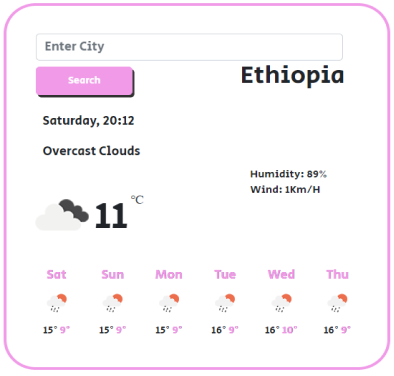 Enter City
Search
Ethiopia
Saturday, 20:12
Overcast Clouds
Humidity: 89%
Wind: 1Km/H
11 °C
Sat Sun Mon Tue Wed Thu
15° 9° 15° 9° 15° 9° 16° 9° 16° 10° 16° 9°